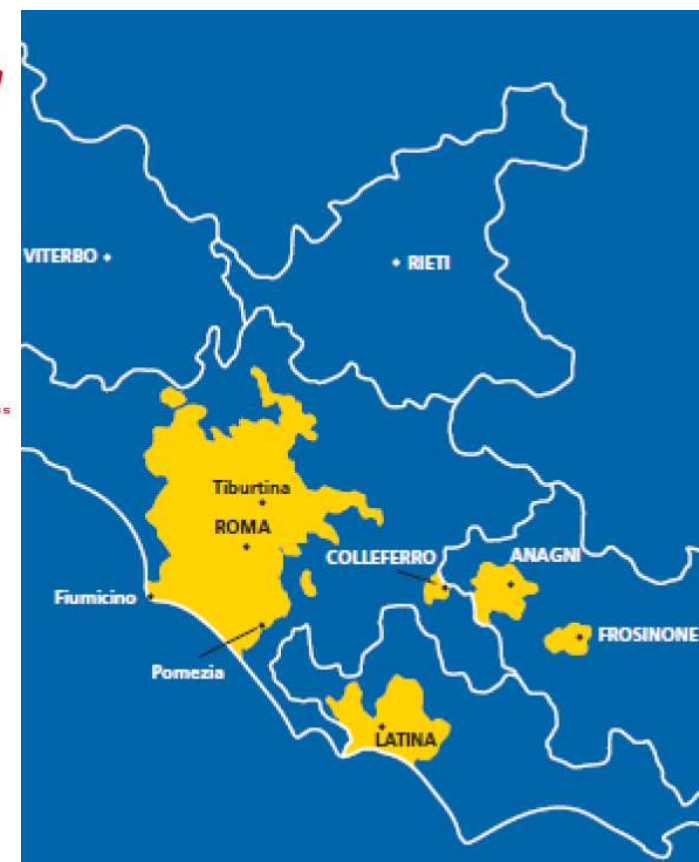 VITERBO
RIETI
Tiburtina
ROMA
COLLEFERRO
ANAGNI
Fiumicino
FROSINONE
Pomezia
LATINA